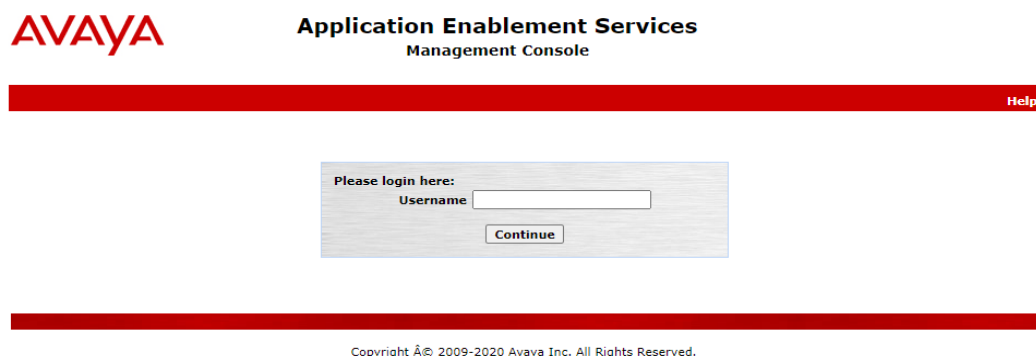 AVAYA
Application Enablement Services
Management Console
Help
Please login here:
Username
Continue
Copyright Â© 2009-2020 Avaya Inc. All Rights Reserved.